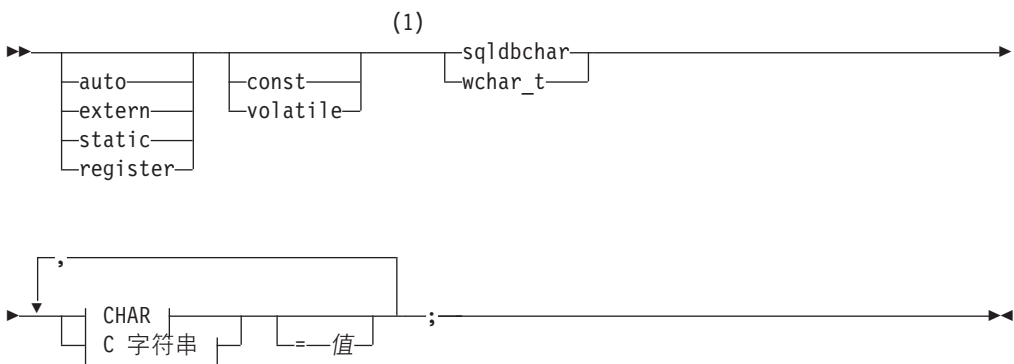 (1)
sqldbchar
auto const wchar_t
extern volatile
static
register
,
CHAR ;
C 字符串 = 值